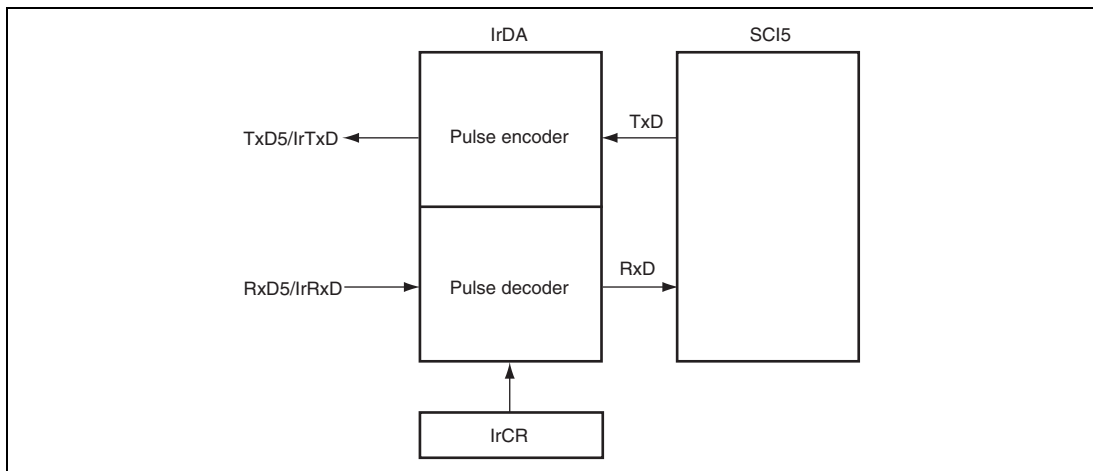 IrDA
SCI5
TxD5/IrTxD
Pulse encoder
TxD
RxD5/IrRxD
Pulse decoder
RxD
IrCR